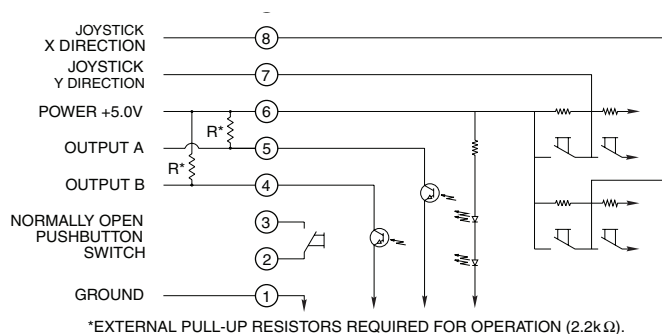 JOYSTICK
X DIRECTION
8
JOYSTICK
Y DIRECTION
7
POWER +5.0V
6
R*
OUTPUT A
5
R*
OUTPUT B
4
NORMALLY OPEN
PUSHBUTTON
SWITCH
3
2
GROUND
1
*EXTERNAL PULL-UP RESISTORS REQUIRED FOR OPERATION (2.2kΩ).